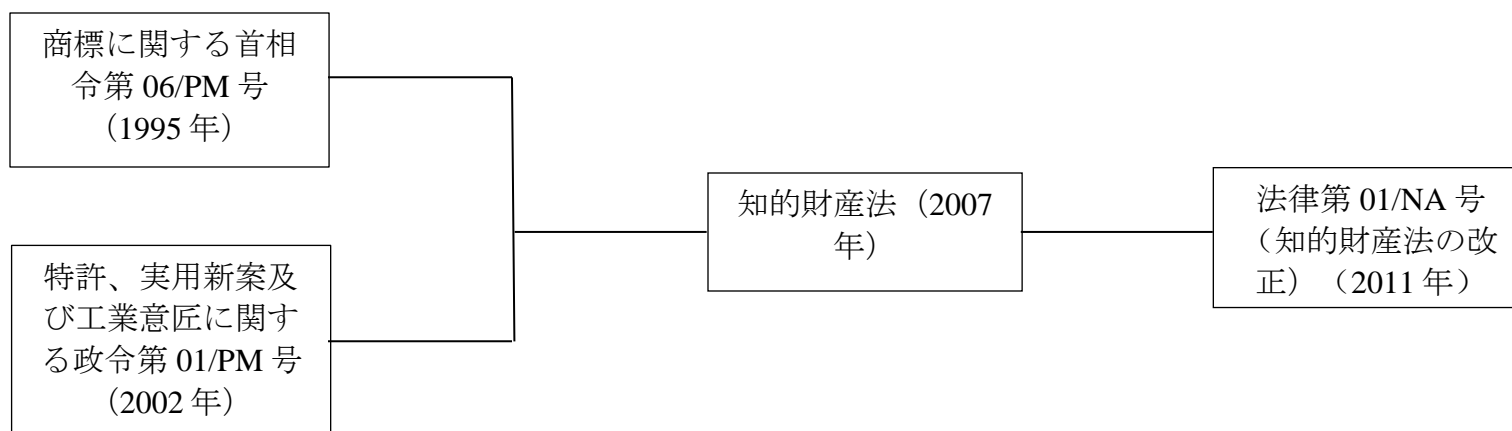 商標に関する首相
令第 06/PM 号
（1995 年）
特許、実用新案及
び工業意匠に関す
る政令第 01/PM 号
（2002 年）
知的財産法（2007
年）
法律第 01/NA 号
（知的財産法の改
正）（2011 年）